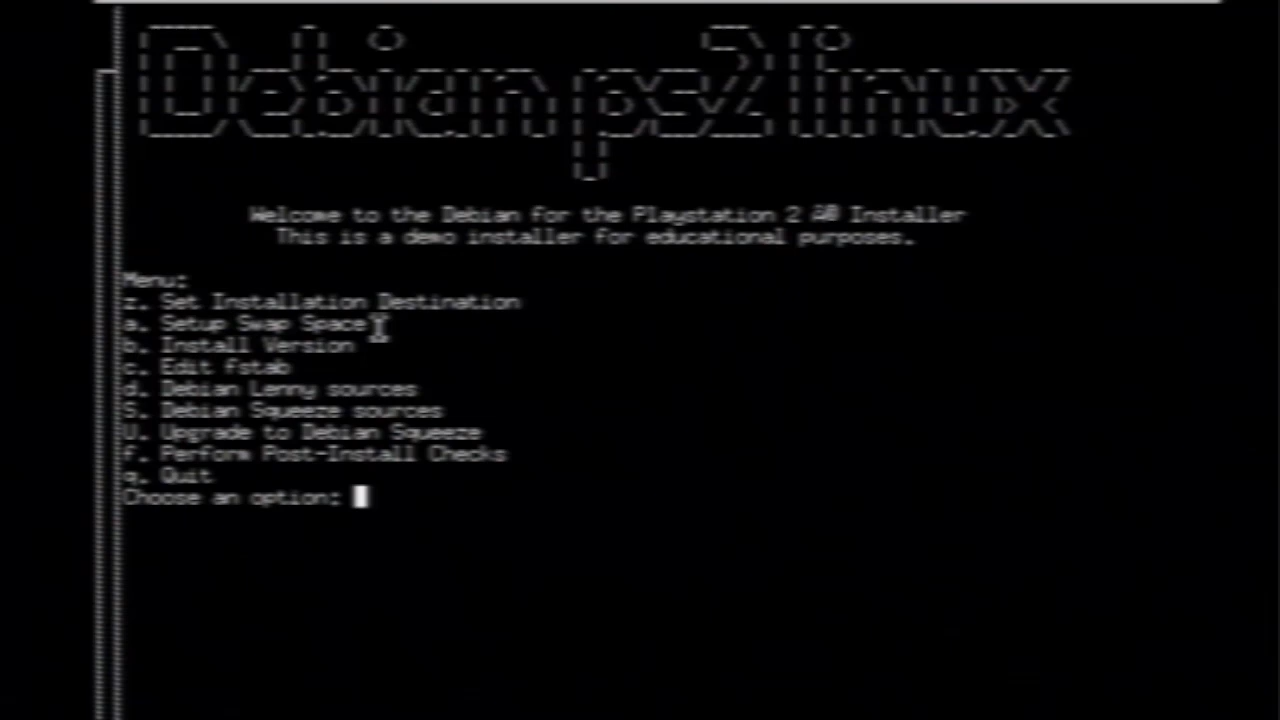 Debian ps2 linux
Welcome to the Debian for the Playstation 2 A0 Installer
This is a demo installer for educational purposes.
Menu:
z. Set Installation Destination
a. Setup Swap Space
b. Install Version
c. Edit fstab
d. Debian Lenny sources
S. Debian Squeeze sources
U. Upgrade to Debian Squeeze
f. Perform Post-Install Checks
q. Quit
Choose an option: